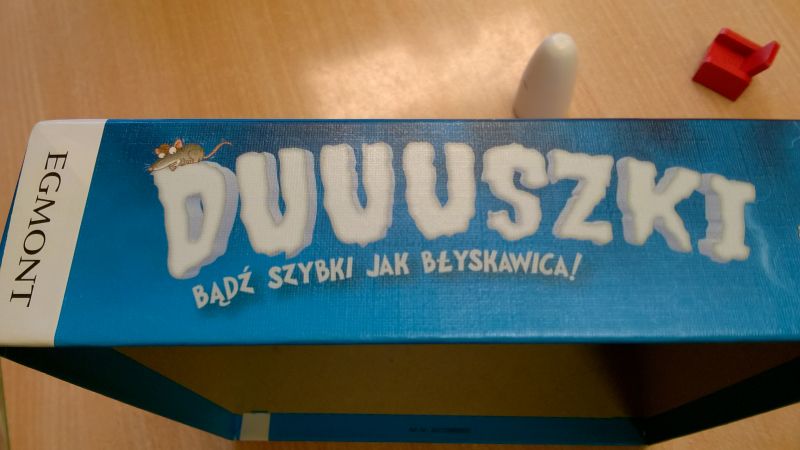 EGMONT
DUUUSZKI
BĄDŹ SZYBKI JAK BŁYSKAWICA!